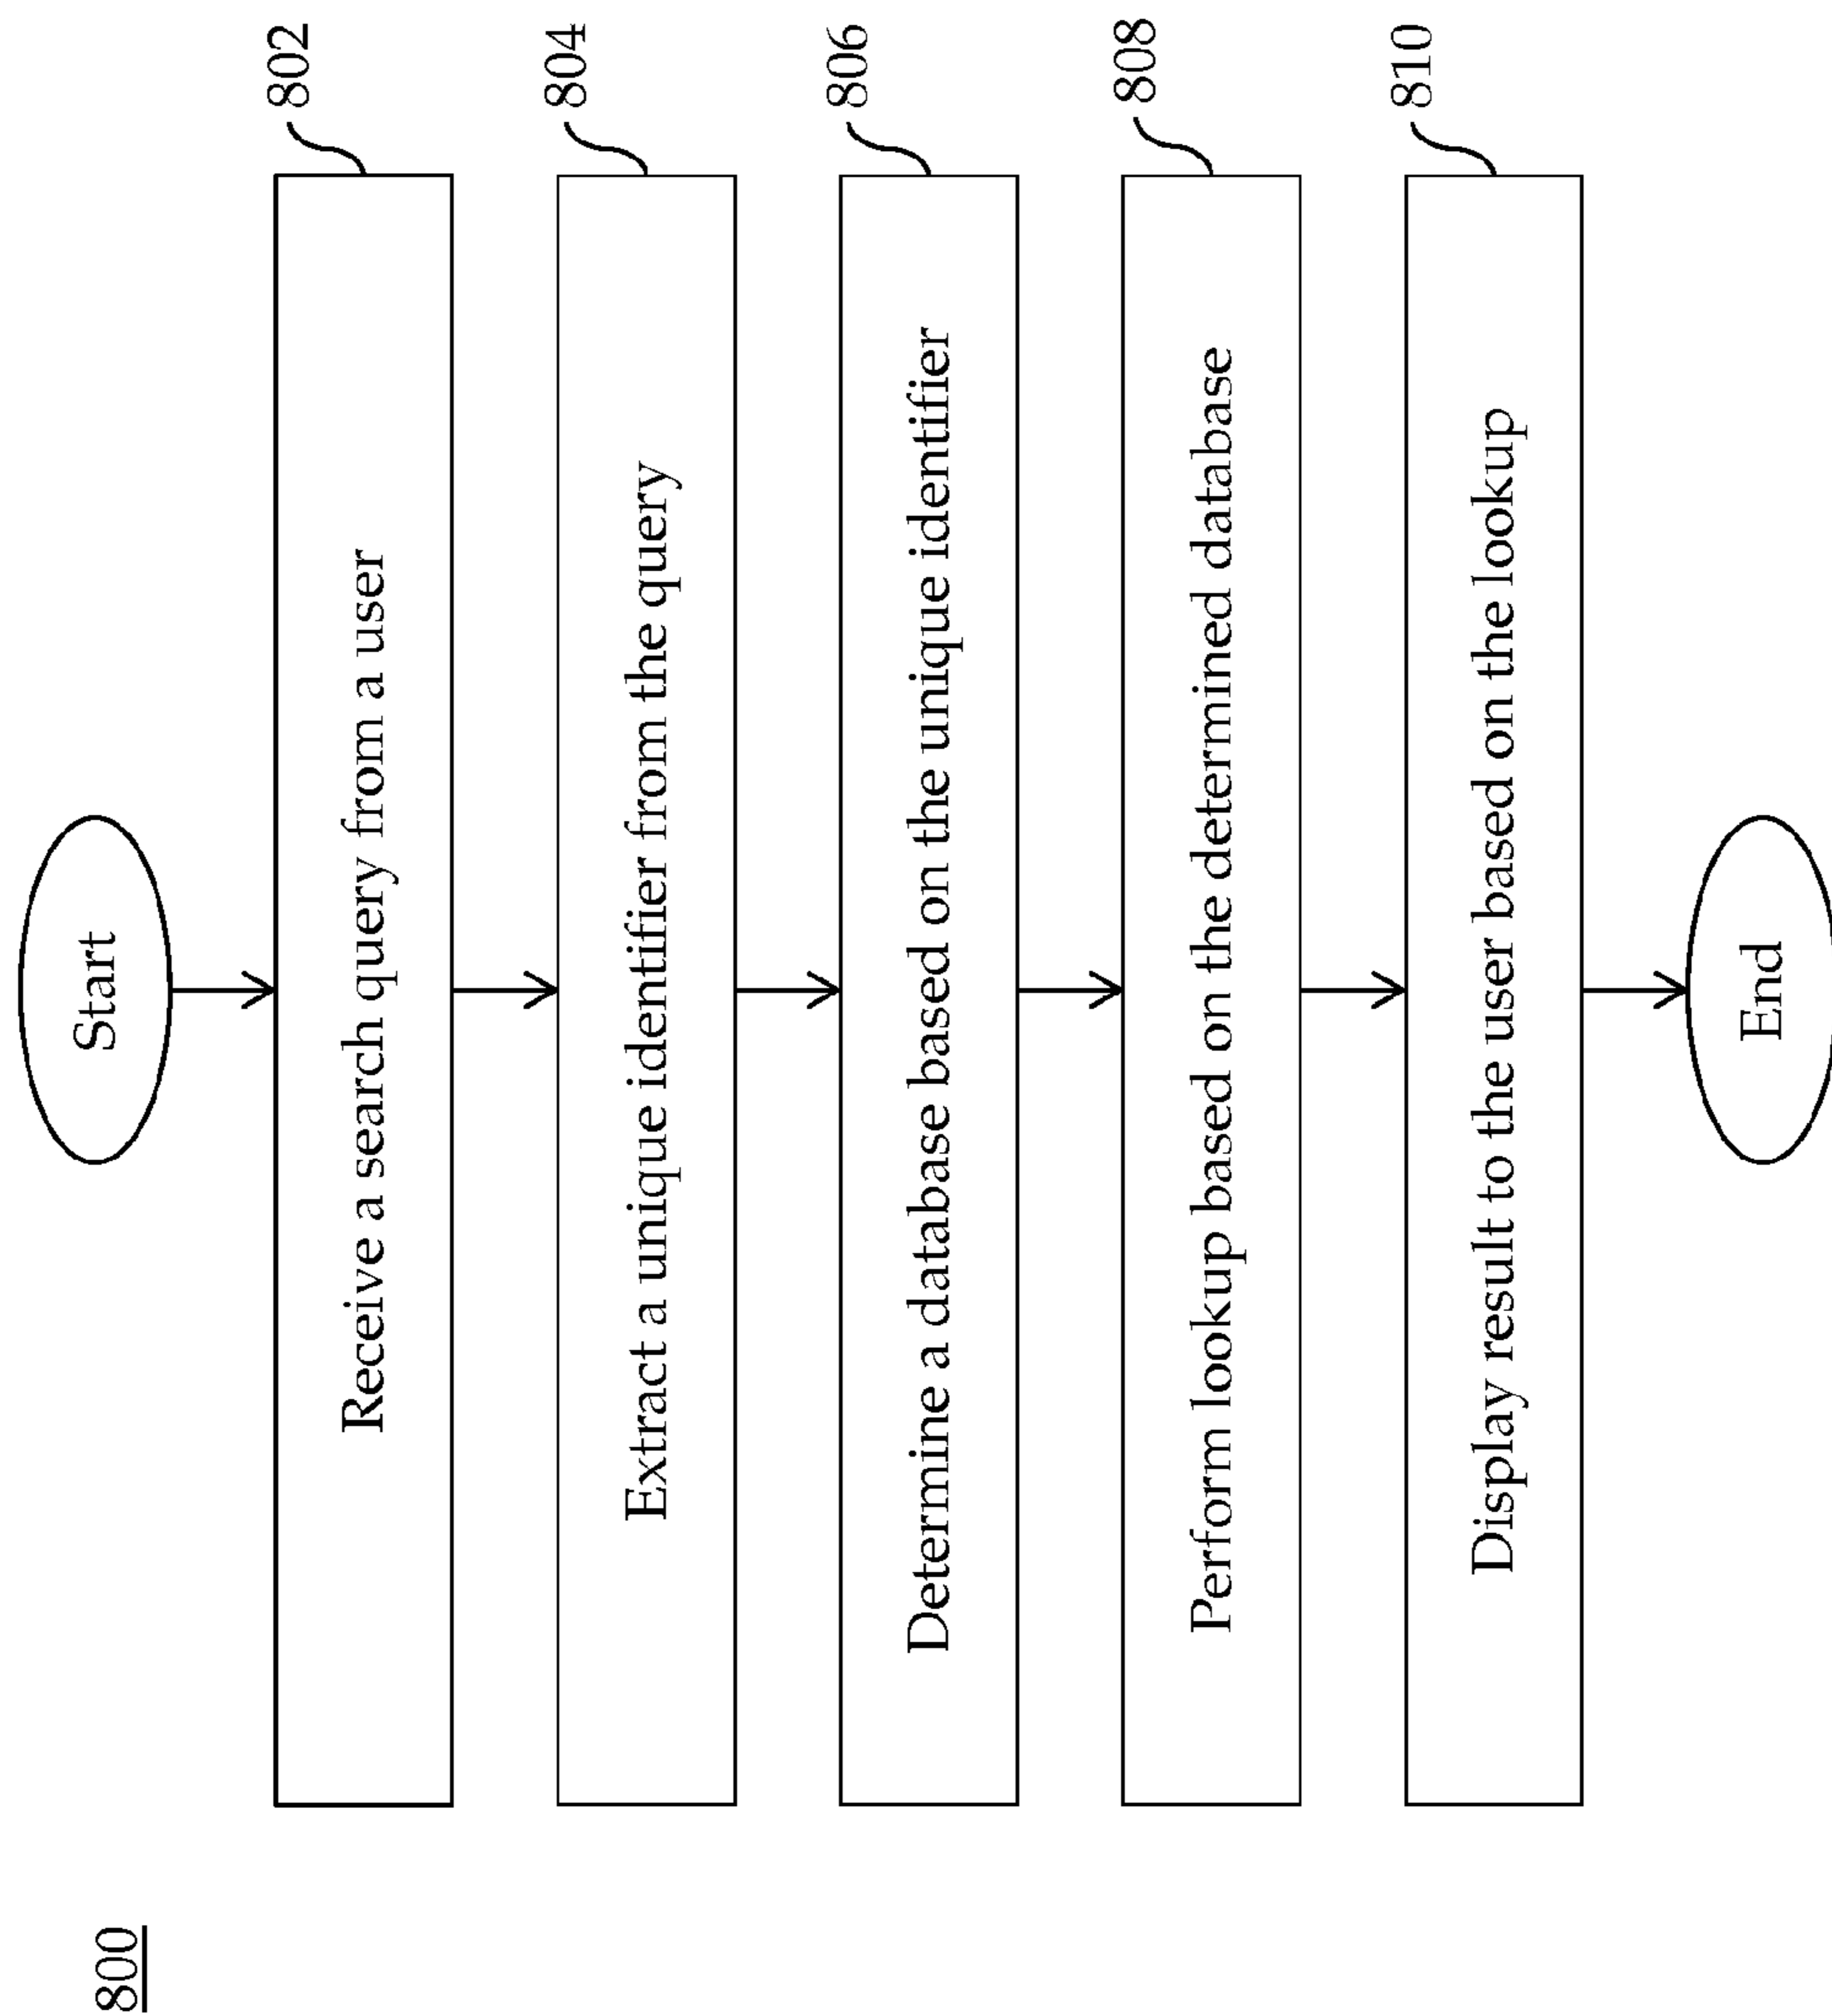 800
Start
Receive a search query from a user
802
Extract a unique identifier from the query
804
Determine a database based on the unique identifier
806
Perform lookup based on the determined database
808
Display result to the user based on the lookup
810
End